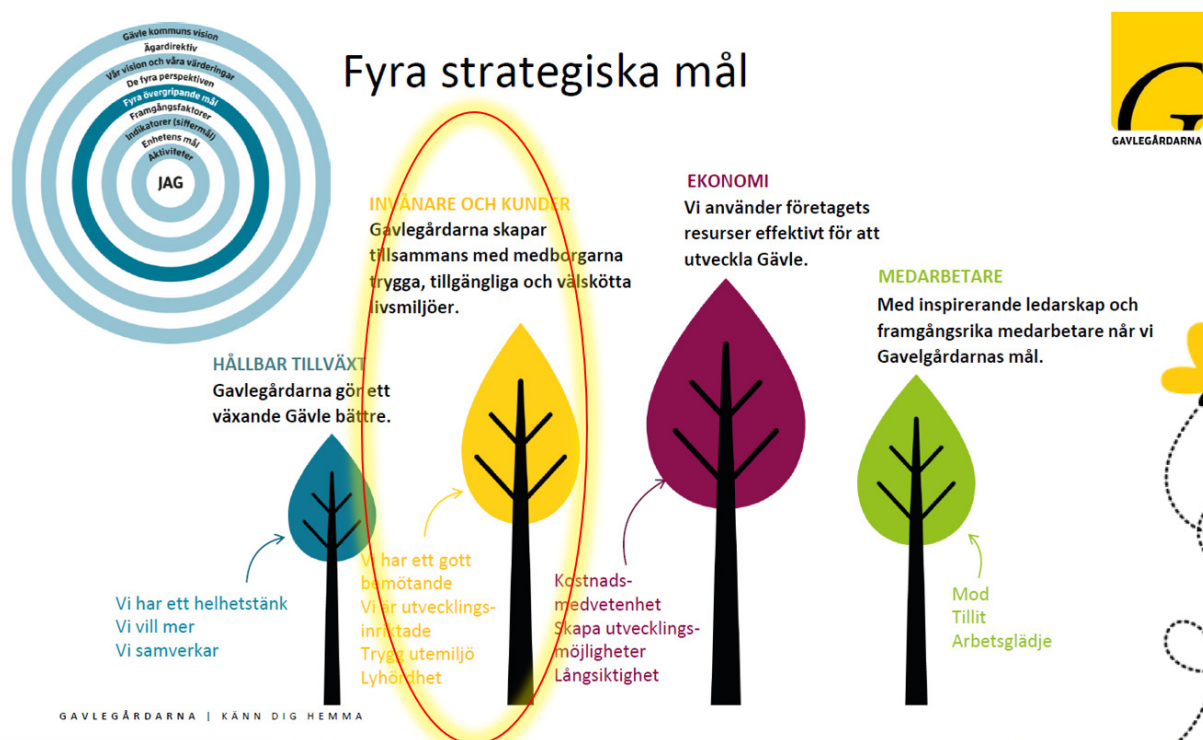 Gävle kommuns vision
Ägardirektiv
Vår vision och våra värderingar
De fyra perspektiven
Fyra övergripande mål
Framgångsfaktorer
Indikatorer (siffermål)
Enhetens mål
Aktiviteter
JAG
Fyra strategiska mål
GAVLEGÅRDARNA
HÅLLBAR TILLVÄXT
Gavlegårdarna gör ett
växande Gävle bättre.
Vi har ett helhetstänk
Vi vill mer
Vi samverkar
INVÅNARE OCH KUNDER
Gavlegårdarna skapar
tillsammans med medborgarna
trygga, tillgängliga och välskötta
livsmiljöer.
Vi har ett gott
bemötande
Vi är utvecklings-
inriktade
Trygg utemiljö
Lyhördhet
EKONOMI
Vi använder företagets
resurser effektivt för att
utveckla Gävle.
Kostnads-
medvetenhet
Skapa utvecklings-
möjligheter
Långsiktighet
MEDARBETARE
Med inspirerande ledarskap och
framgångsrika medarbetare når vi
Gavelgårdarnas mål.
Mod
Tillit
Arbetsglädje
GAVLEGÅRDARNA | KÄNN DIG HEMMA